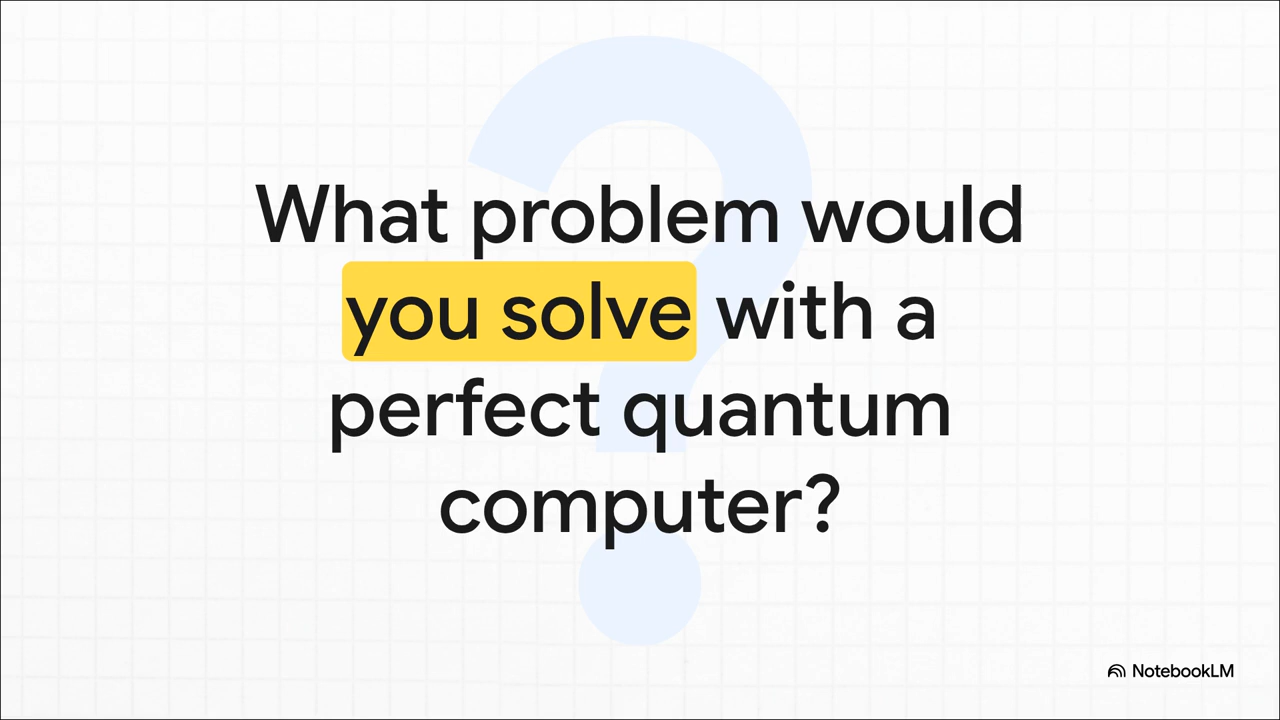 What problem would
you solve with a
perfect quantum
computer?
NotebookLM